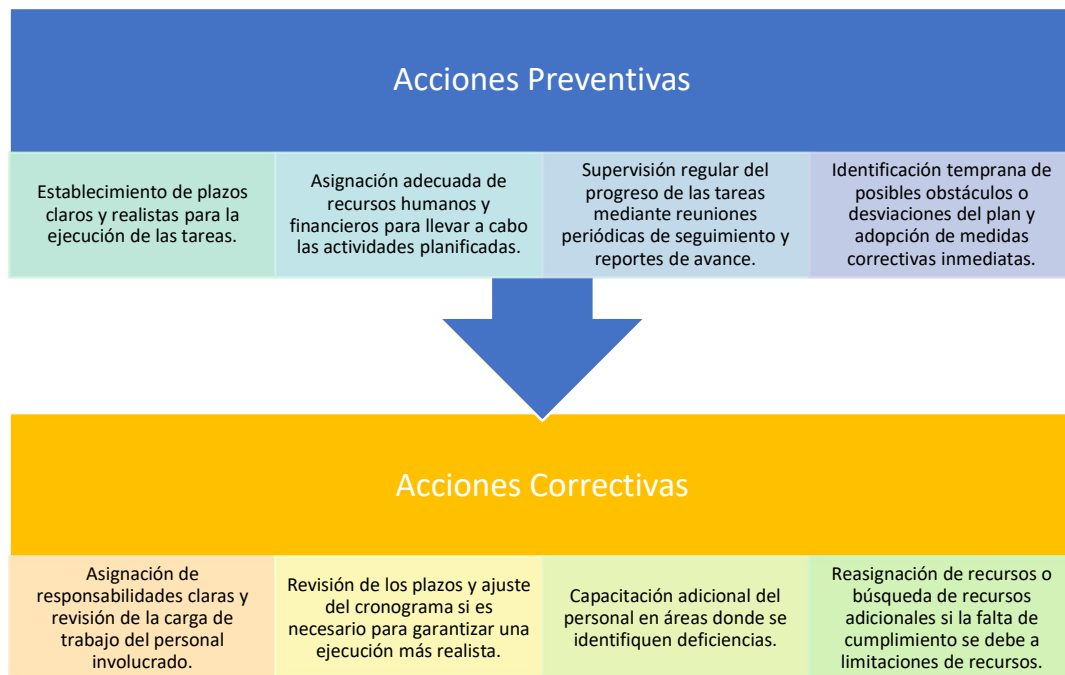 Acciones Preventivas
Establecimiento de plazos
claros y realistas para la
ejecución de las tareas.
Asignación adecuada de
recursos humanos y
financieros para llevar a cabo
las actividades planificadas.
Supervisión regular del
progreso de las tareas
mediante reuniones
periódicas de seguimiento y
reportes de avance.
Identificación temprana de
posibles obstáculos o
desviaciones del plan y
adopción de medidas
correctivas inmediatas.
Acciones Correctivas
Asignación de
responsabilidades claras y
revisión de la carga de
trabajo del personal
involucrado.
Revisión de los plazos y ajuste
del cronograma si es
necesario para garantizar una
ejecución más realista.
Capacitación adicional del
personal en áreas donde se
identifiquen deficiencias.
Reasignación de recursos o
búsqueda de recursos
adicionales si la falta de
cumplimiento se debe a
limitaciones de recursos.